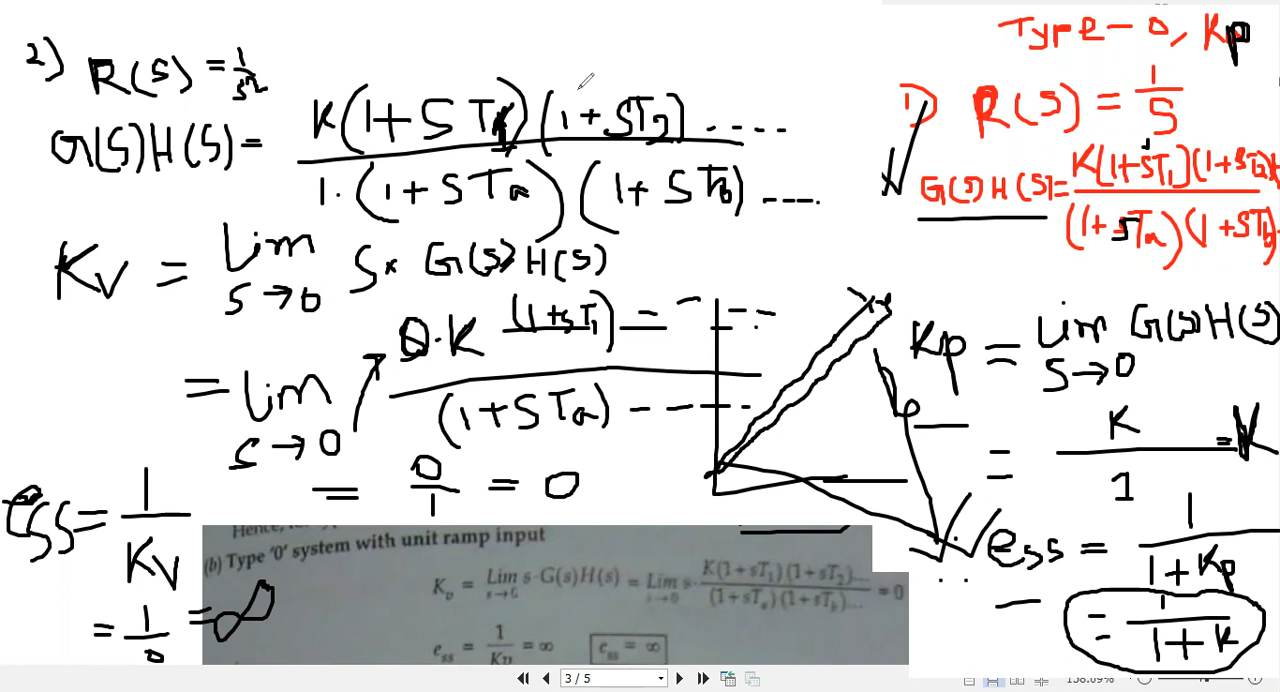 2) R(S) = 1/s²
G(S)H(S) = K(1+ST1)(1+ST2)...... / 1.(1+STa)(1+STb)....
Kv = Lim S→0 S× G(S)H(S)
= Lim S→0 0.K (1+ST1) --- / (1+STa) -----
= 0/1 = 0
ess = 1/Kv
= 1/0 = ∞
Type-0, Kp
1) R(S) = 1/S
G(S)H(S) = K(1+ST1)(1+ST2) / (1+STa)(1+STb)
Kp = Lim S→0 G(S)H(S)
= K/1 = K
ess = 1/1+Kp
= 1/1+K
(b) Type '0' system with unit ramp input
Kv = Lim s→0 s·G(s)H(s) = Lim s→0 s· K(1+sT1)(1+sT2)... / (1+sTa)(1+sTb)... = 0
ess = 1/Kp = ∞ ess = ∞
3 / 5
158.09%